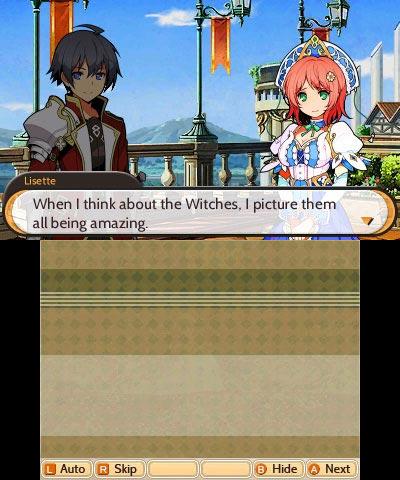 Lisette
When I think about the Witches, I picture them
all being amazing.
L Auto R Skip B Hide A Next